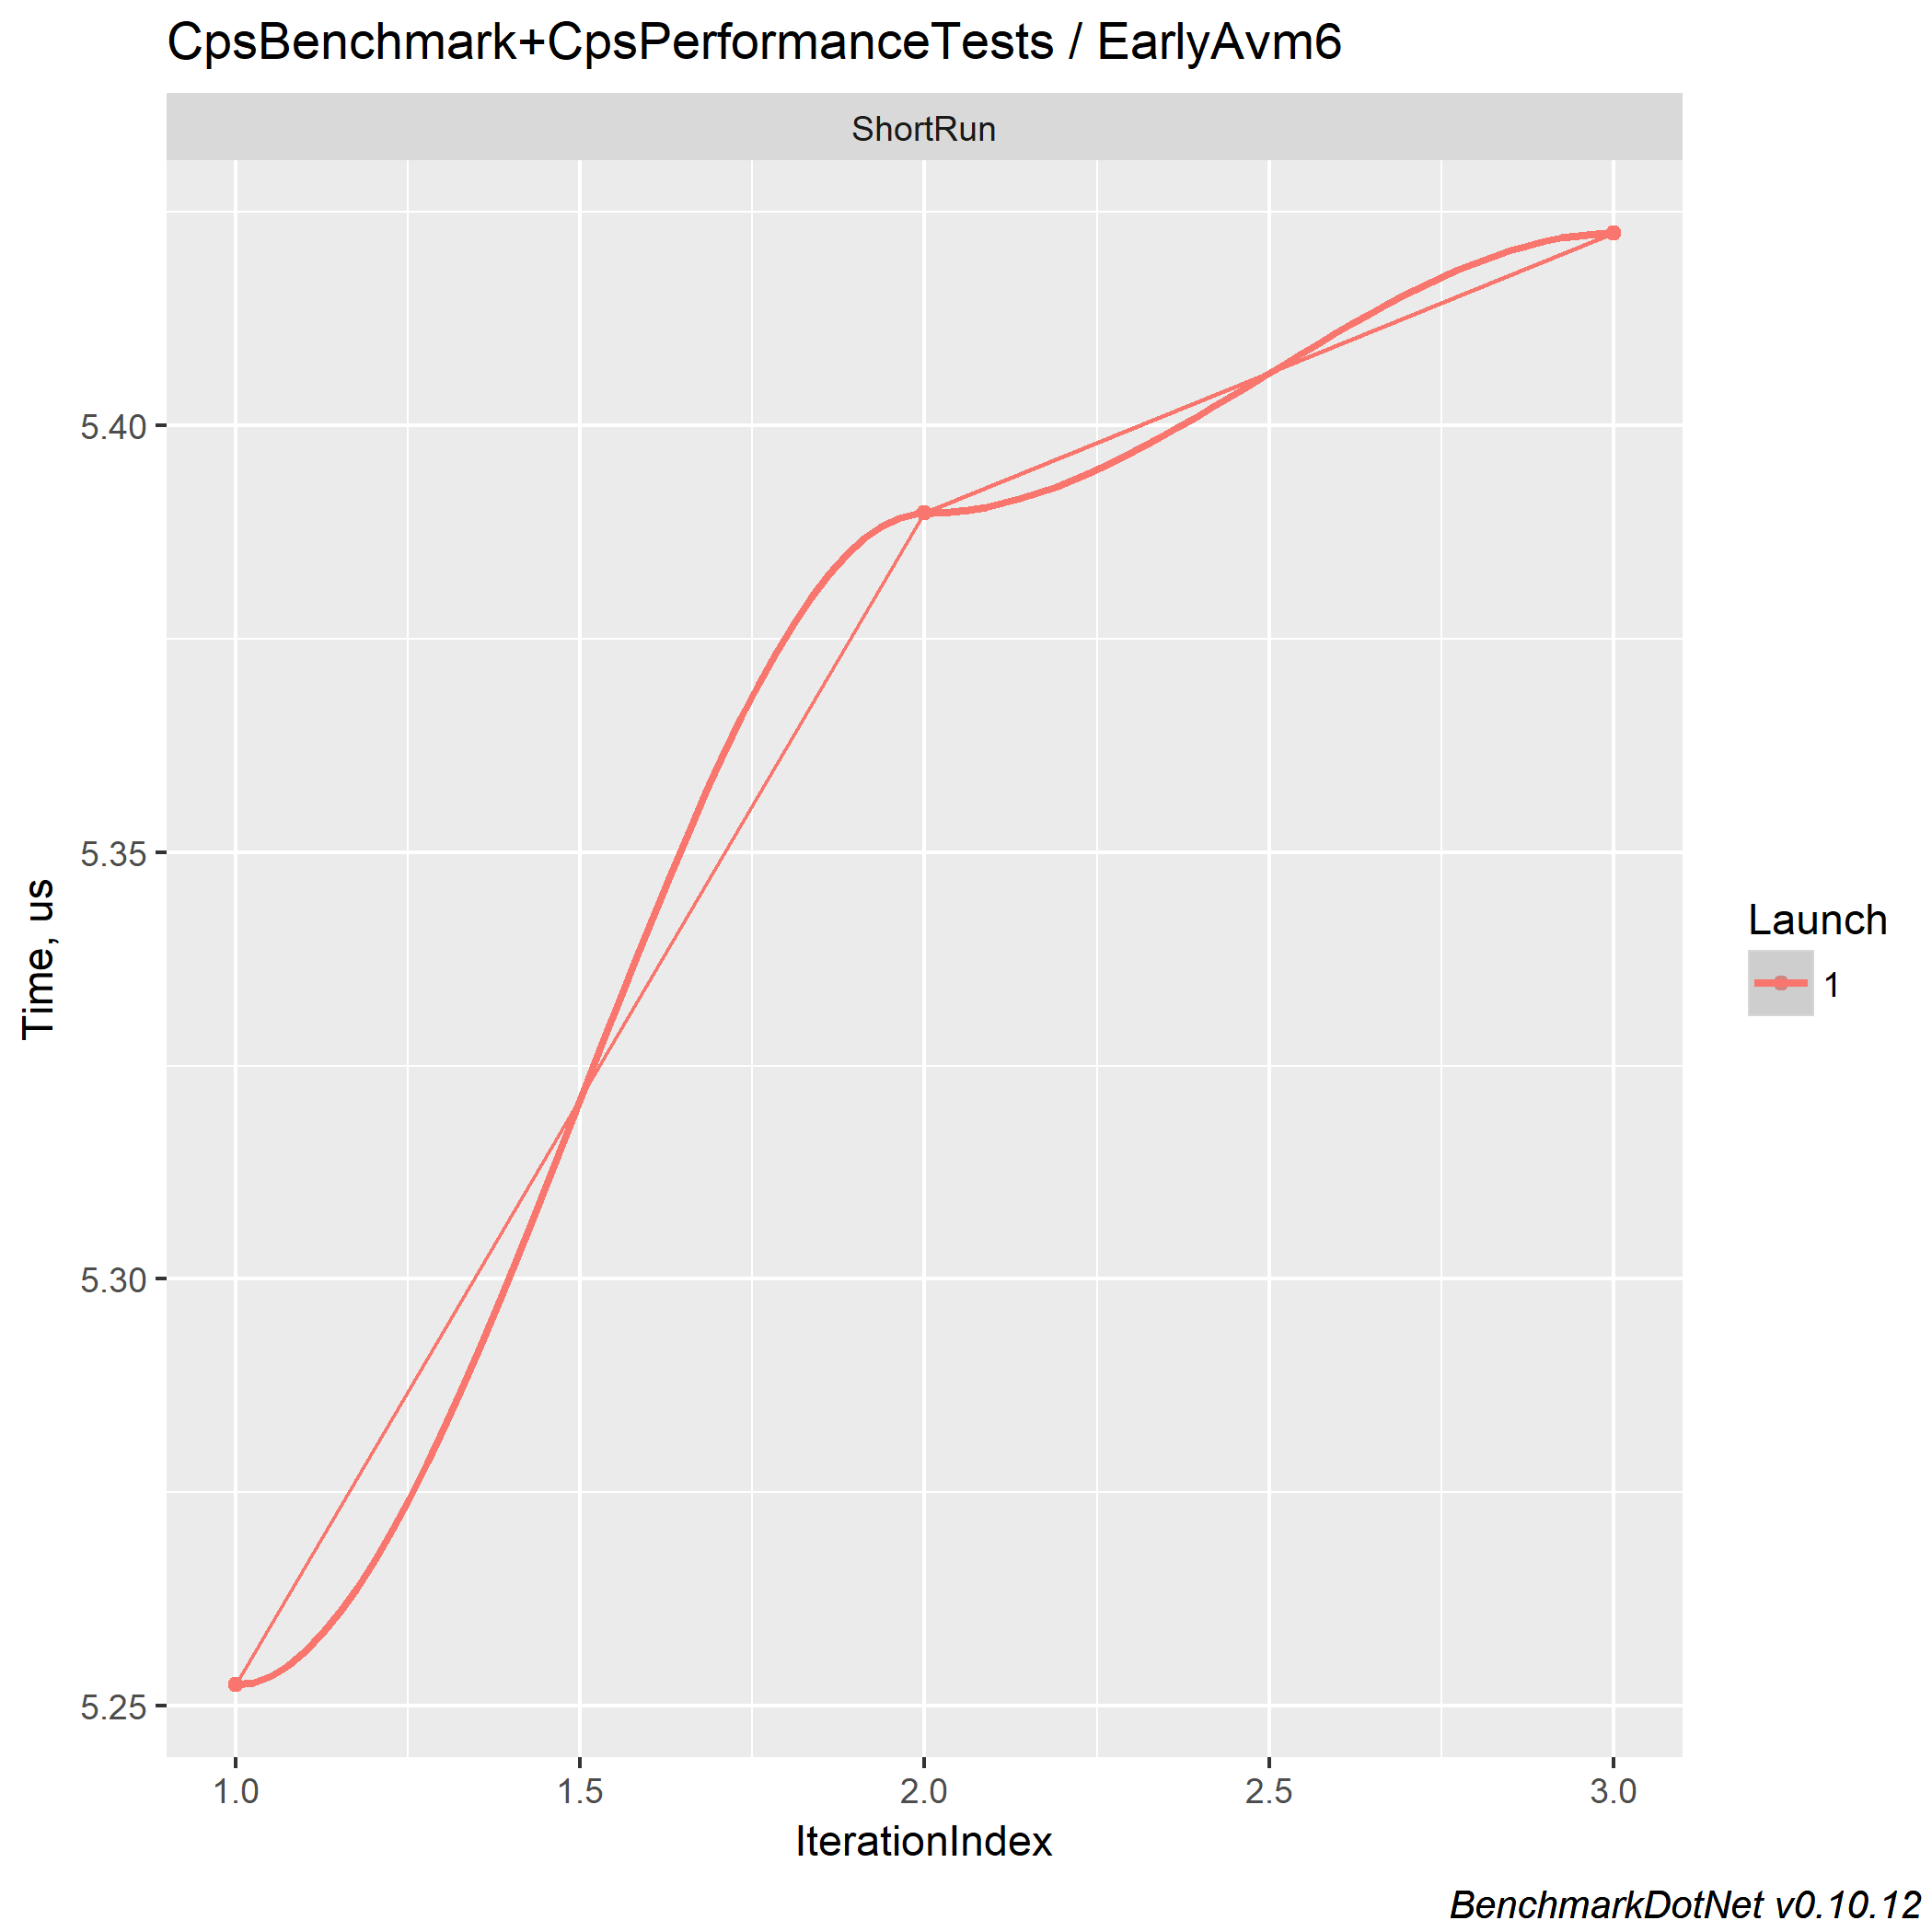 CpsBenchmark+CpsPerformanceTests / EarlyAvm6
ShortRun
5.40
5.35
5.30
5.25
Time, us
1.0 1.5 2.0 2.5 3.0
IterationIndex
Launch
1
BenchmarkDotNet v0.10.12